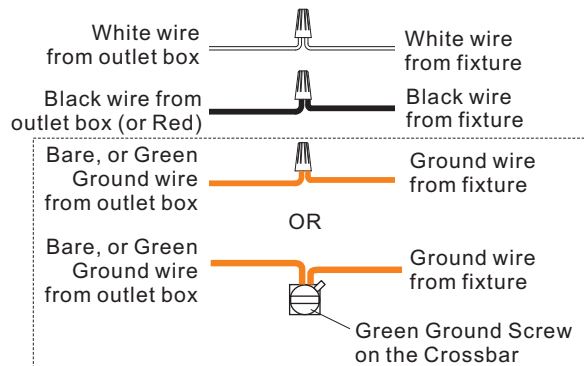 White wire
from outlet box
White wire
from fixture
Black wire from
outlet box (or Red)
Black wire
from fixture
Bare, or Green
Ground wire
from outlet box
Ground wire
from fixture
OR
Bare, or Green
Ground wire
from outlet box
Ground wire
from fixture
Green Ground Screw
on the Crossbar